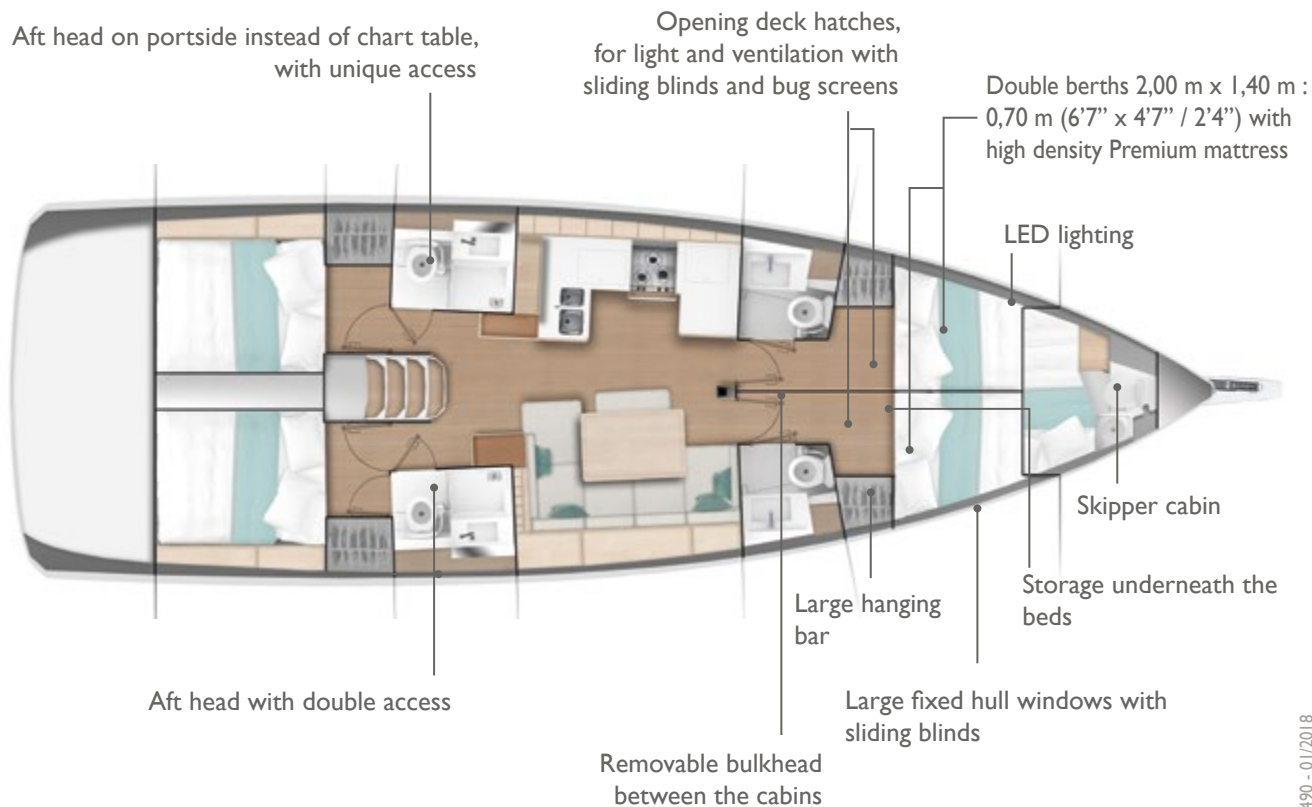 Aft head on portside instead of chart table,
with unique access
Opening deck hatches,
for light and ventilation with
sliding blinds and bug screens
Double berths 2,00 m x 1,40 m :
0,70 m (6’7” x 4’7” / 2’4”) with
high density Premium mattress
LED lighting
Skipper cabin
Storage underneath the
beds
Large hanging
bar
Large fixed hull windows with
sliding blinds
Aft head with double access
Removable bulkhead
between the cabins
490 - 01/2018